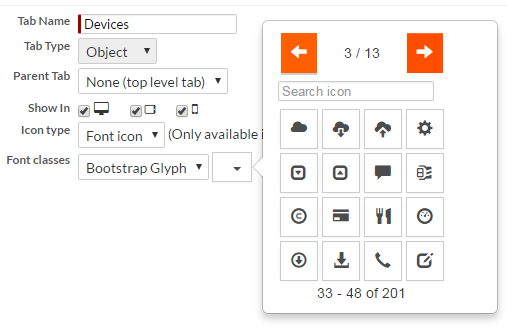 Tab Name Devices
Tab Type Object
Parent Tab None (top level tab)
Show In
Icon type Font icon (Only available i
Font classes Bootstrap Glyph
3 / 13
Search icon
33 - 48 of 201